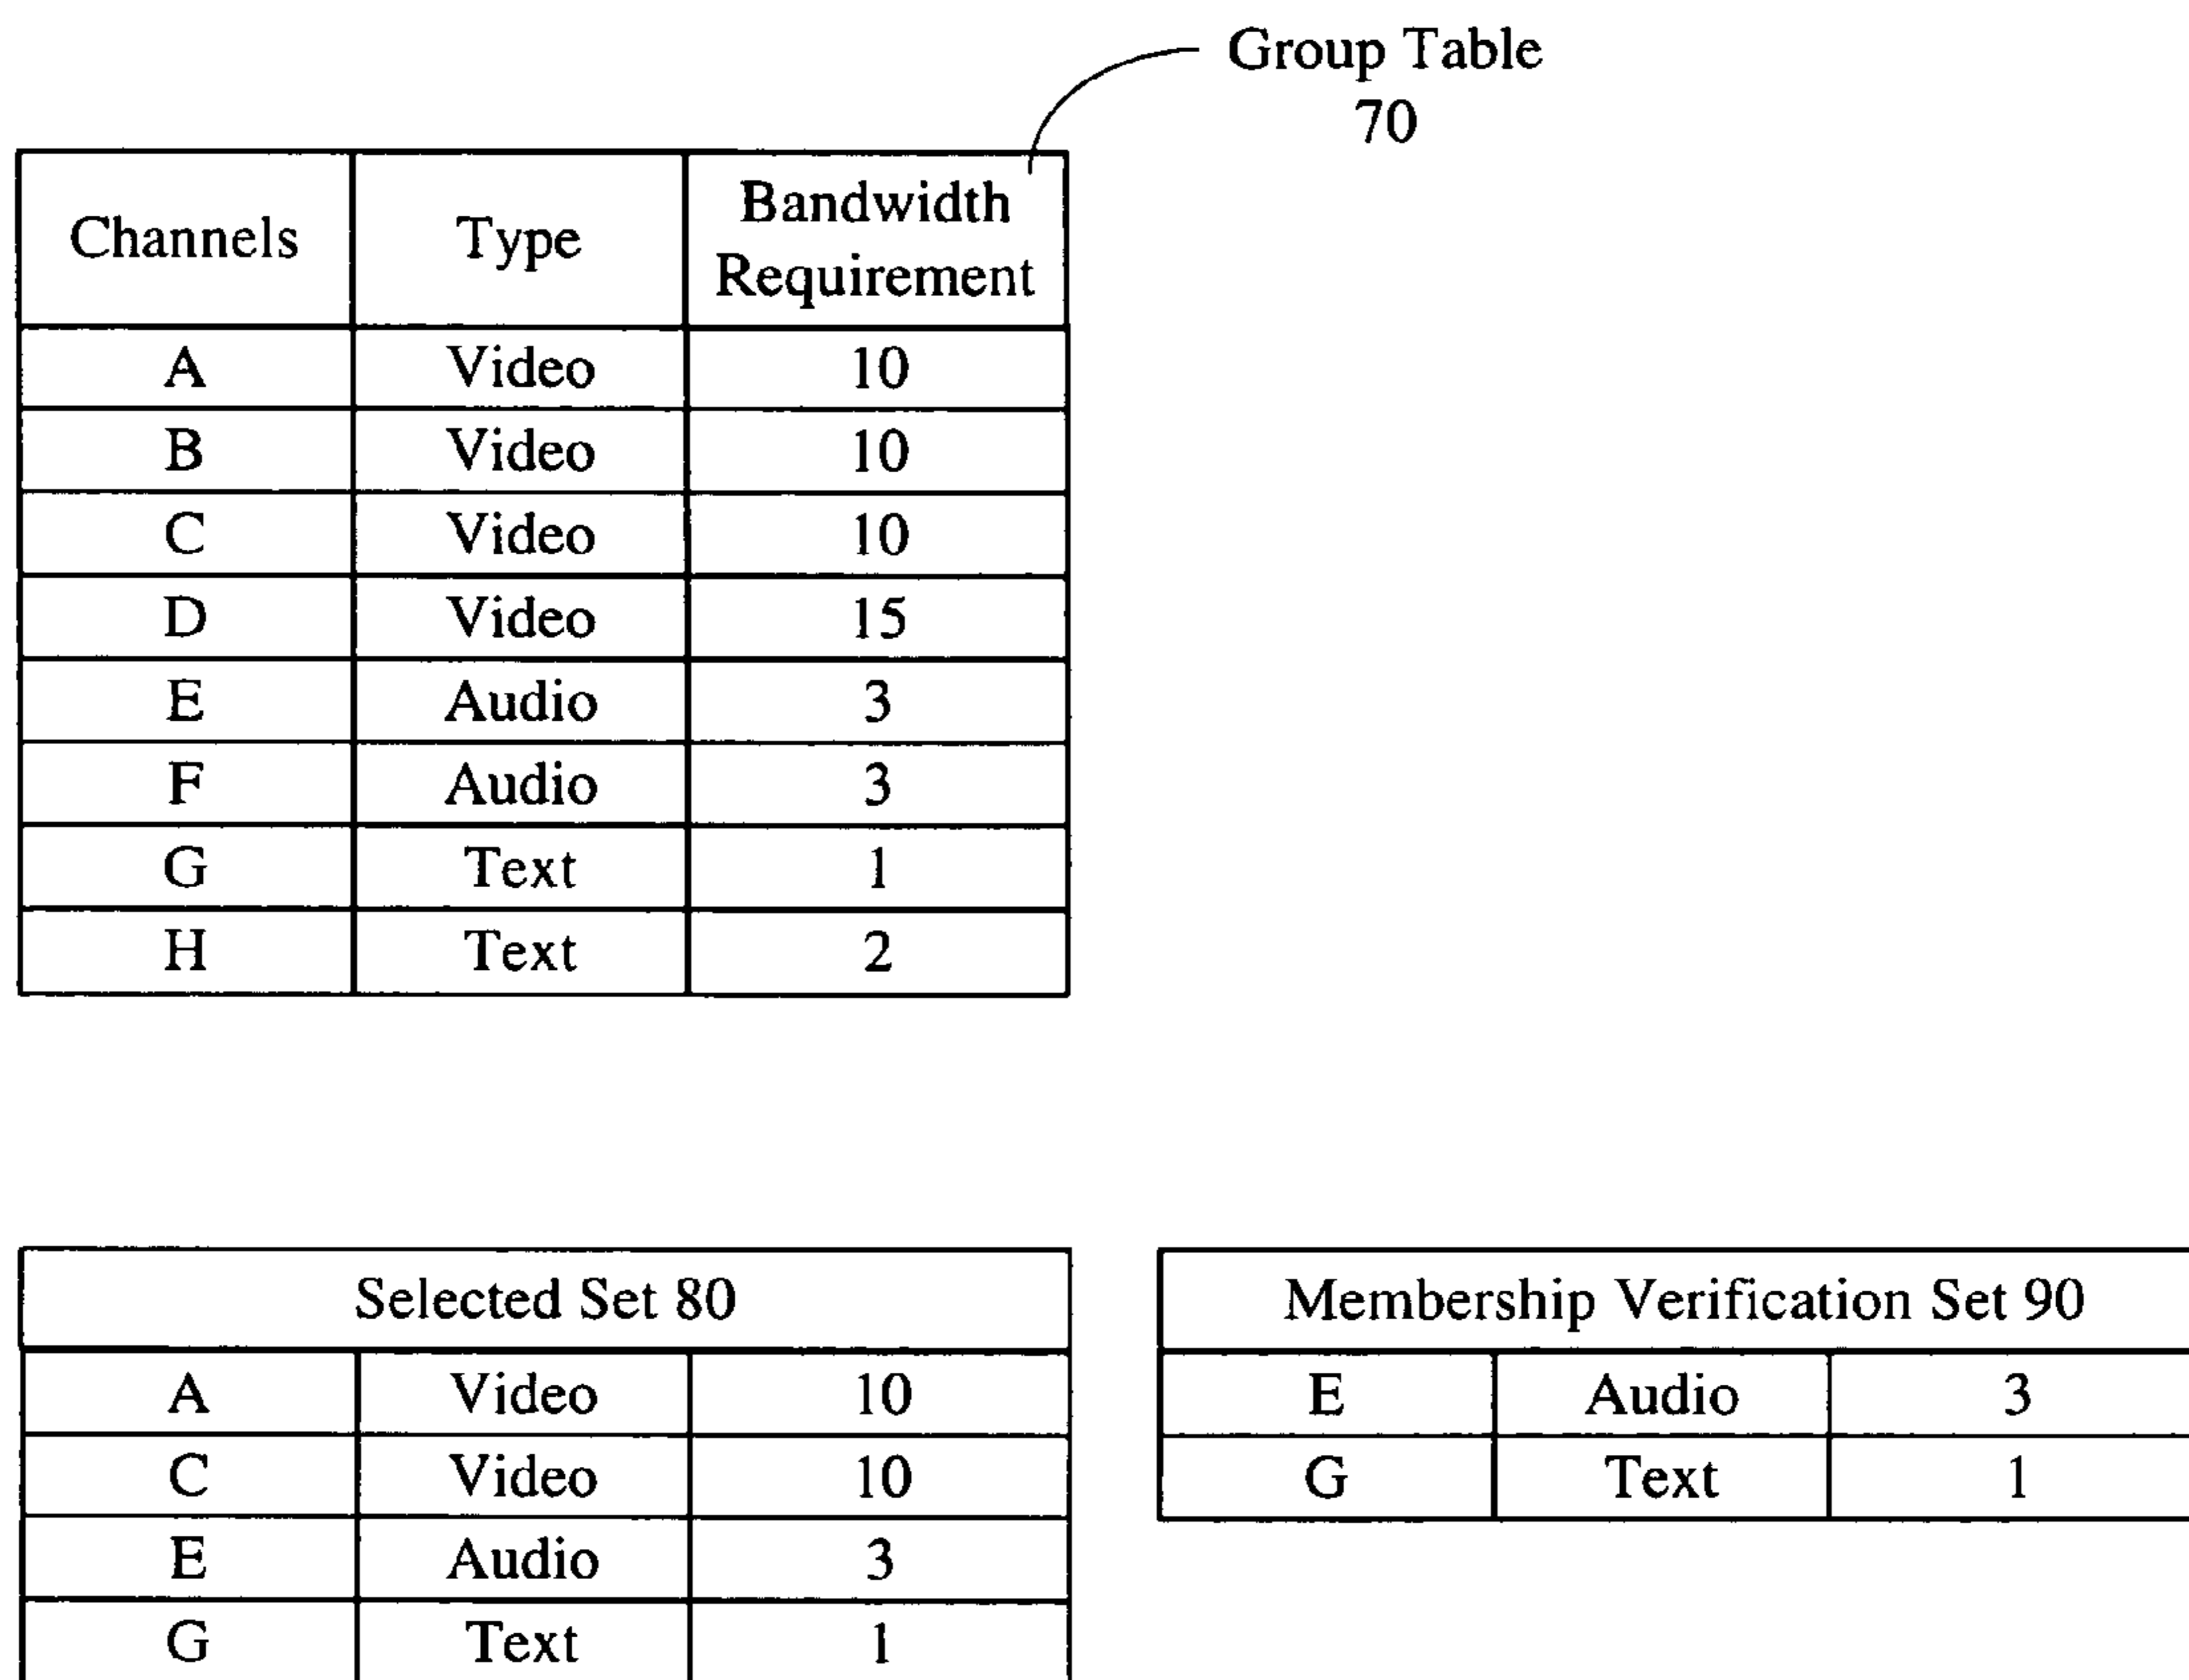 Group Table
70
Channels Type Bandwidth Requirement
A Video 10
B Video 10
C Video 10
D Video 15
E Audio 3
F Audio 3
G Text 1
H Text 2
Selected Set 80
A Video 10
C Video 10
E Audio 3
G Text 1
Membership Verification Set 90
E Audio 3
G Text 1